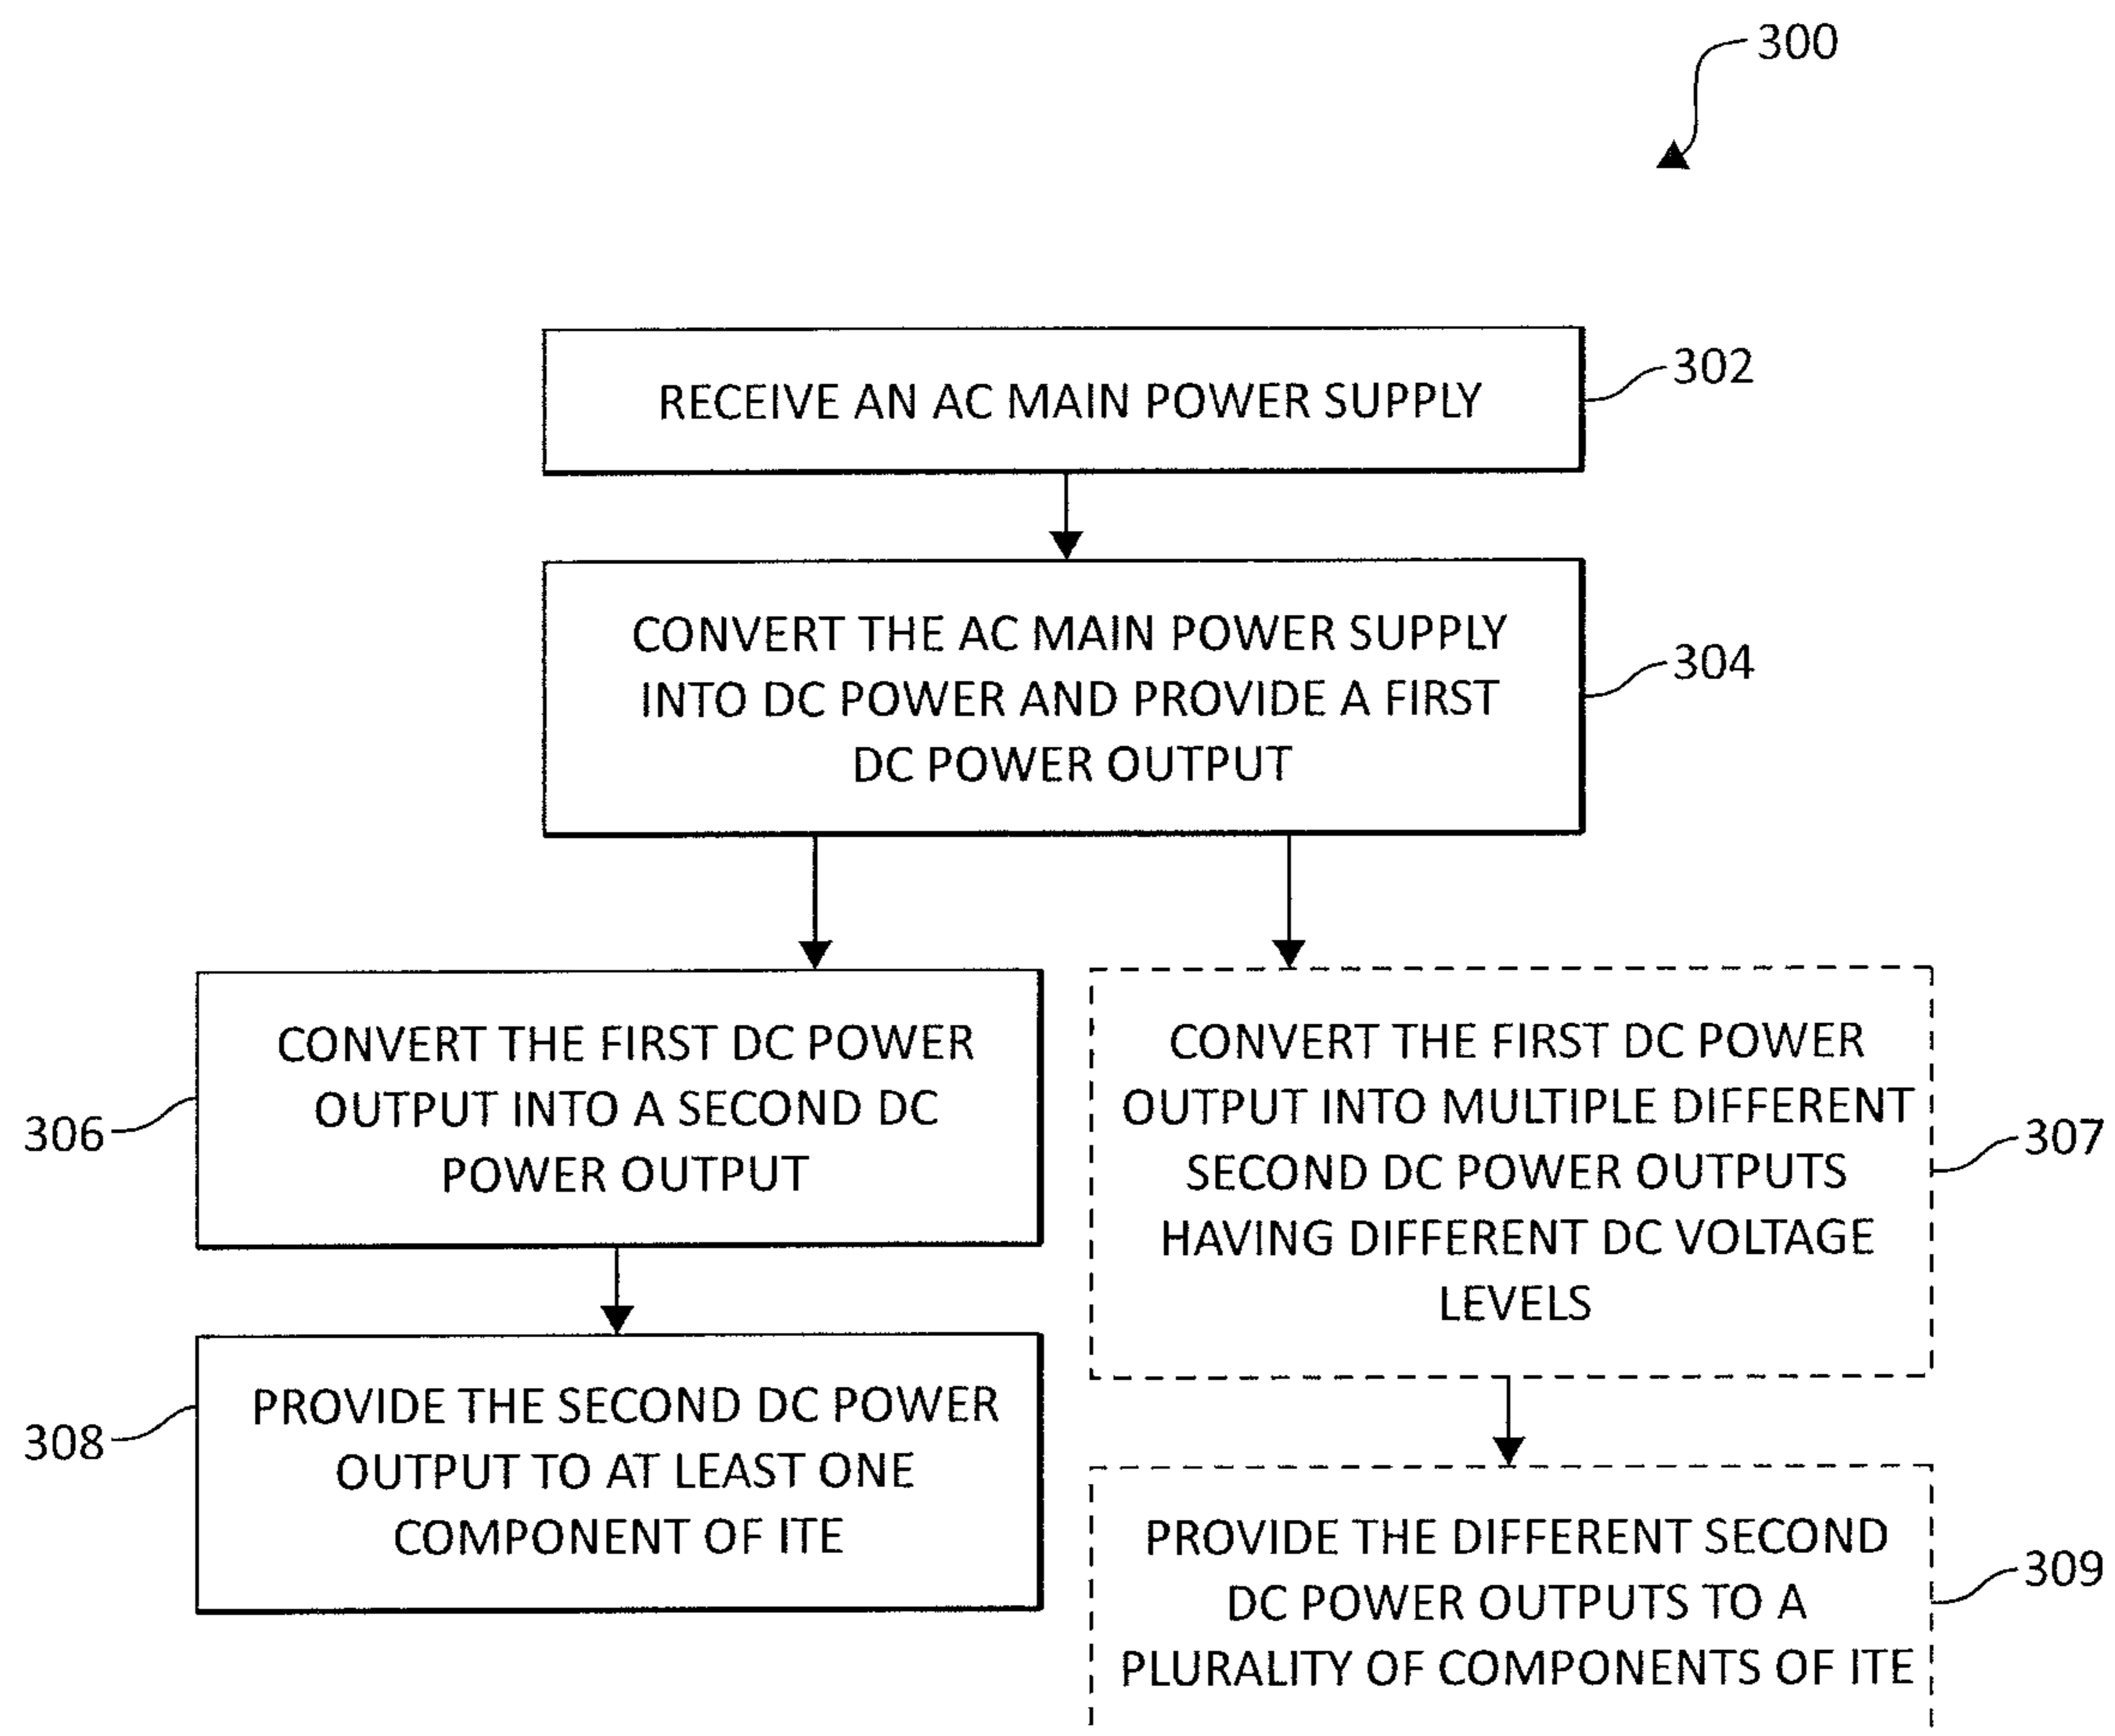 300
RECEIVE AN AC MAIN POWER SUPPLY
302
CONVERT THE AC MAIN POWER SUPPLY
INTO DC POWER AND PROVIDE A FIRST
DC POWER OUTPUT
304
CONVERT THE FIRST DC POWER
OUTPUT INTO A SECOND DC
POWER OUTPUT
306
CONVERT THE FIRST DC POWER
OUTPUT INTO MULTIPLE DIFFERENT
SECOND DC POWER OUTPUTS
HAVING DIFFERENT DC VOLTAGE
LEVELS
307
PROVIDE THE SECOND DC POWER
OUTPUT TO AT LEAST ONE
COMPONENT OF ITE
308
PROVIDE THE DIFFERENT SECOND
DC POWER OUTPUTS TO A
PLURALITY OF COMPONENTS OF ITE
309